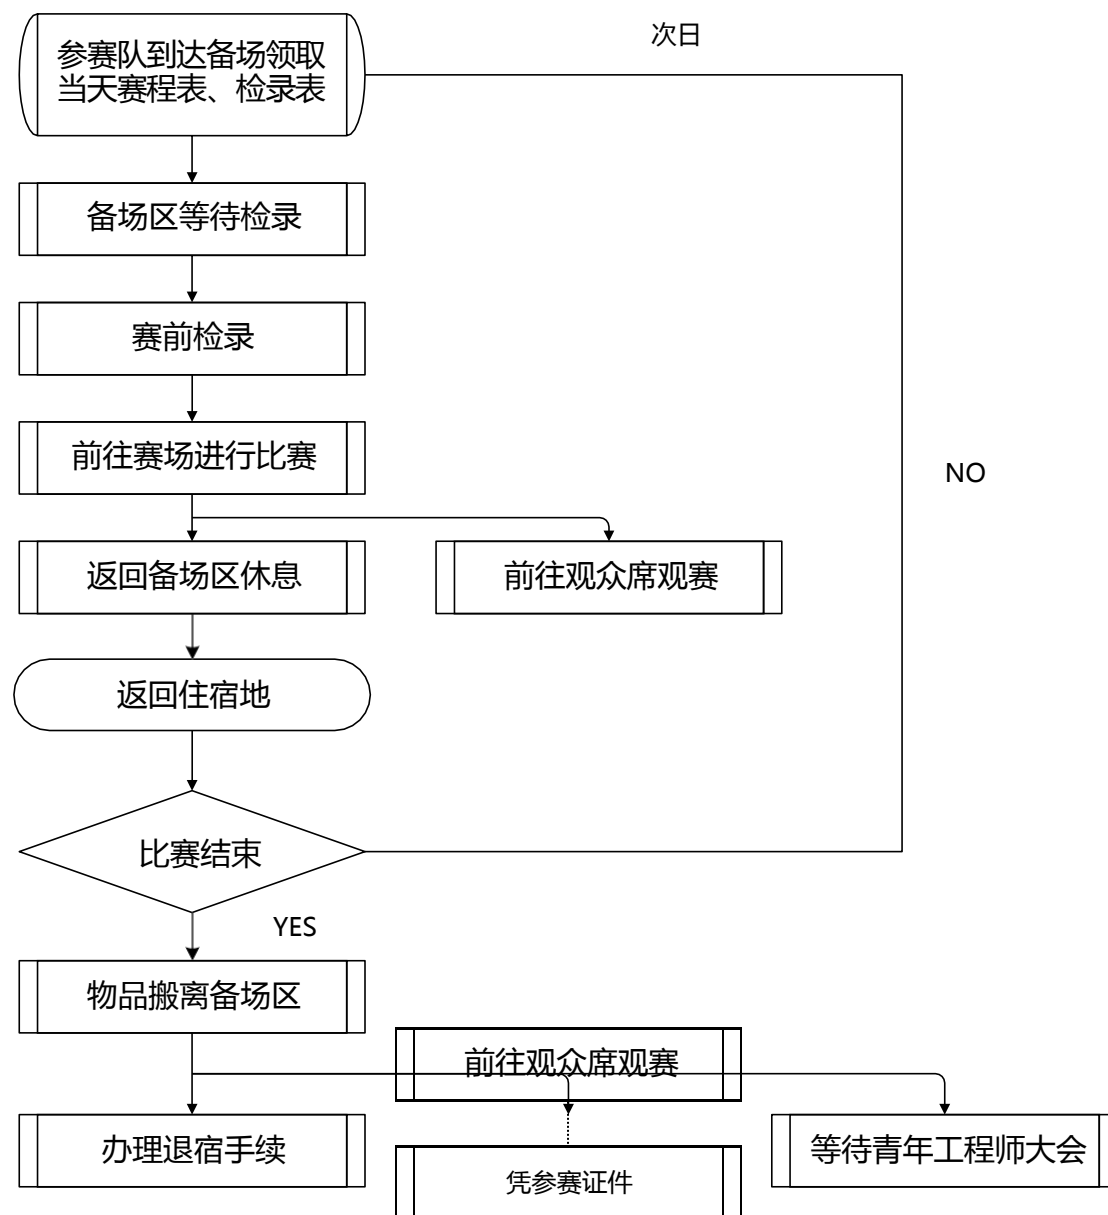 次日
参赛队到达备场领取
当天赛程表、检录表
备场区等待检录
赛前检录
前往赛场进行比赛
NO
返回备场区休息
前往观众席观赛
返回住宿地
比赛结束
YES
物品搬离备场区
前往观众席观赛
办理退宿手续
等待青年工程师大会
凭参赛证件